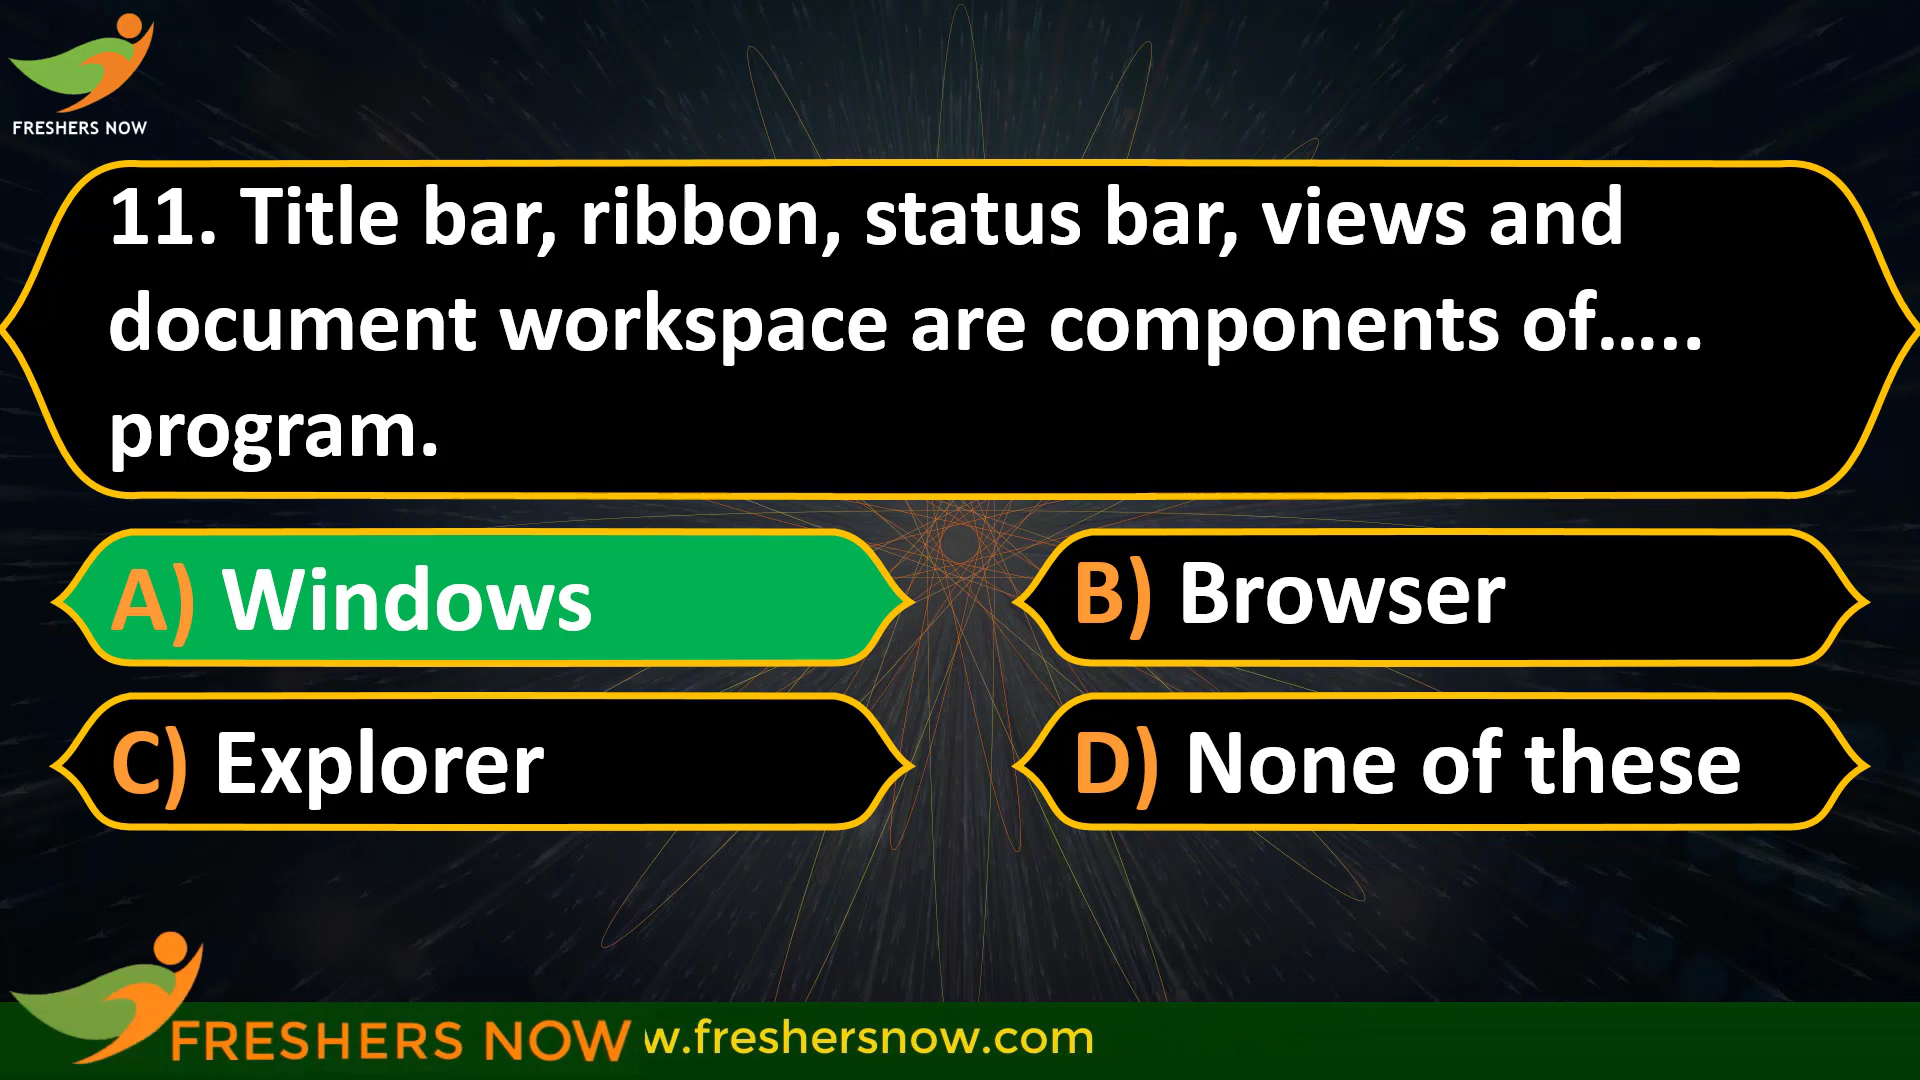 FRESHERS NOW
11. Title bar, ribbon, status bar, views and
document workspace are components of…..
program.
A) Windows
B) Browser
C) Explorer
D) None of these
FRESHERS NOW w.freshersnow.com